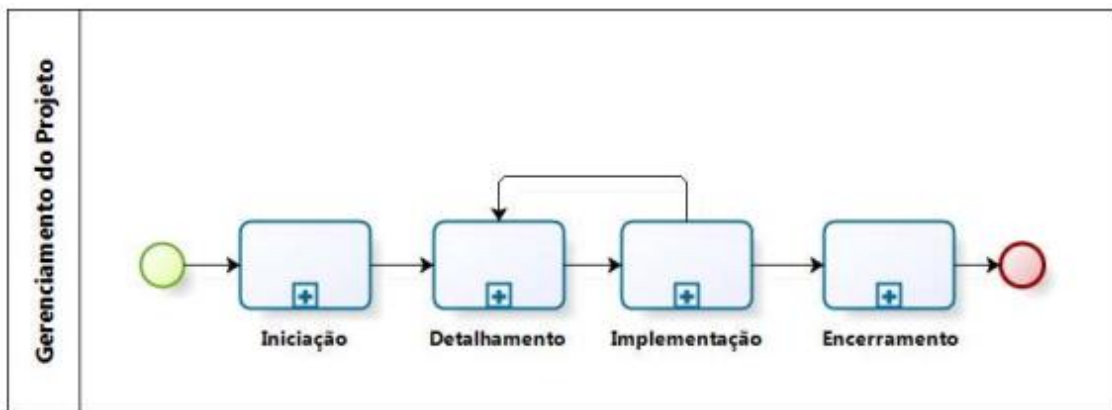 Gerenciamento do Projeto
Iniciação
Detalhamento
Implementação
Encerramento